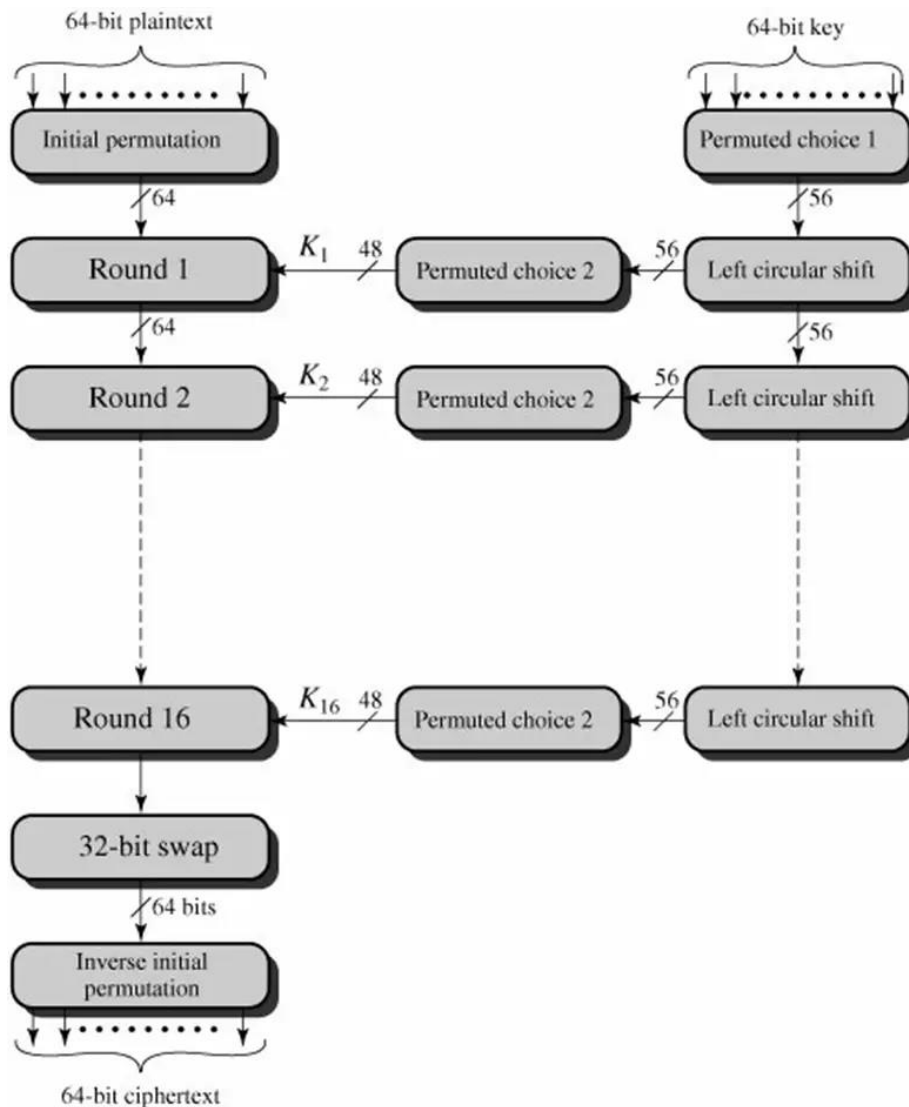 64-bit plaintext
64-bit key
Initial permutation
Permuted choice 1
64
56
K1
48
56
Round 1
Permuted choice 2
Left circular shift
64
56
K2
48
56
Round 2
Permuted choice 2
Left circular shift
K16
48
56
Round 16
Permuted choice 2
Left circular shift
32-bit swap
64 bits
Inverse initial
permutation
64-bit ciphertext